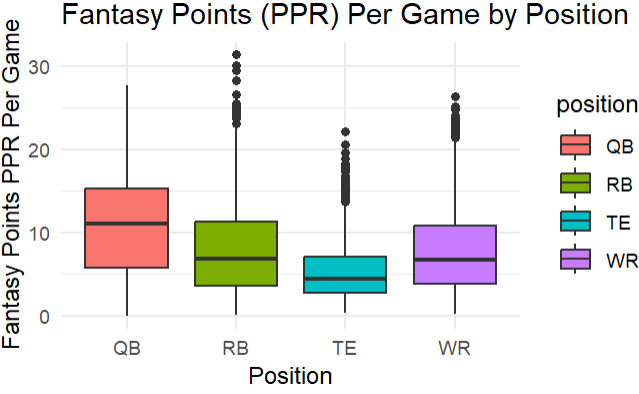 Fantasy Points (PPR) Per Game by Position
Fantasy Points PPR Per Game
30
20
10
0
QB
RB
TE
WR
Position
position
QB
RB
TE
WR